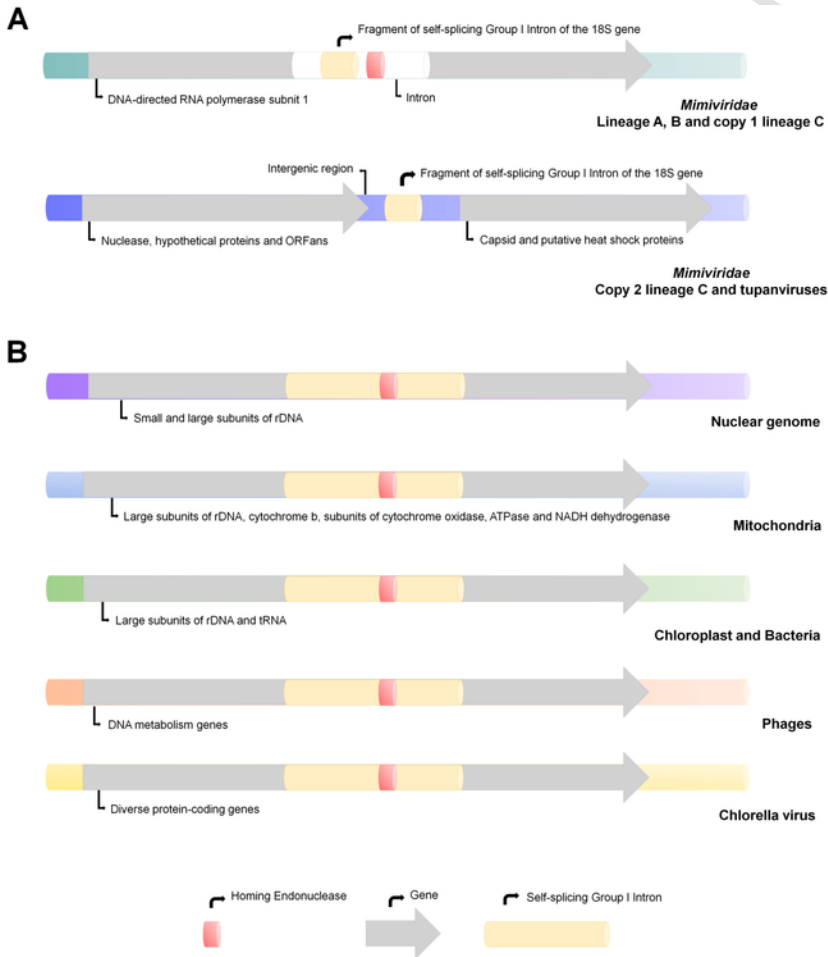 A
Fragment of self-splicing Group I Intron of the 18S gene
DNA-directed RNA polymerase subnit 1
Intron
Mimiviridae
Lineage A, B and copy 1 lineage C
Intergenic region
Fragment of self-splicing Group I Intron of the 18S gene
Nuclease, hypothetical proteins and ORFans
Capsid and putative heat shock proteins
Mimiviridae
Copy 2 lineage C and tupanviruses
B
Small and large subunits of rDNA
Nuclear genome
Large subunits of rDNA, cytochrome b, subunits of cytochrome oxidase, ATPase and NADH dehydrogenase
Mitochondria
Large subunits of rDNA and tRNA
Chloroplast and Bacteria
DNA metabolism genes
Phages
Diverse protein-coding genes
Chlorella virus
Homing Endonuclease
Gene
Self-splicing Group I Intron